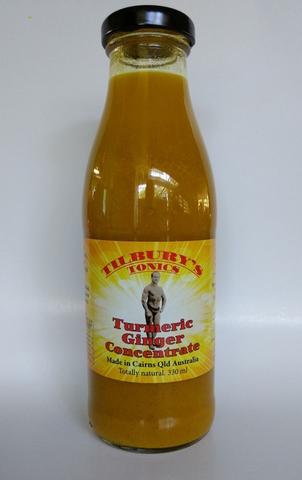 TILBURY'S
TONICS
Turmeric
Ginger
Concentrate
Made in Cairns Qld Australia
Totally natural. 330 ml